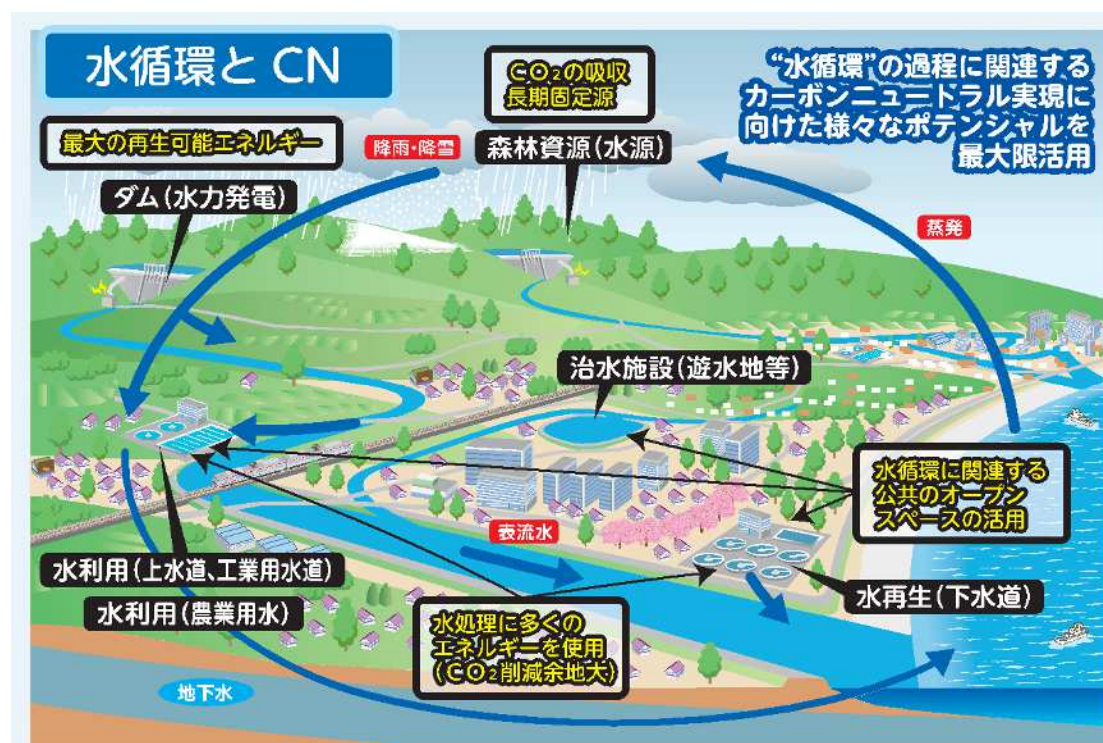 水循環とCN
CO₂の吸収
長期固定源
“水循環”の過程に関連する
カーボンニュートラル実現に
向けた様々なポテンシャルを
最大限活用
最大の再生可能エネルギー
降雨・降雪
森林資源(水源)
ダム(水力発電)
蒸発
治水施設(遊水地等)
水循環に関連する
公共のオープン
スペースの活用
表流水
水利用(上水道、工業用水道)
水利用(農業用水)
水再生(下水道)
水処理に多くの
エネルギーを使用
(CO₂削減余地大)
地下水